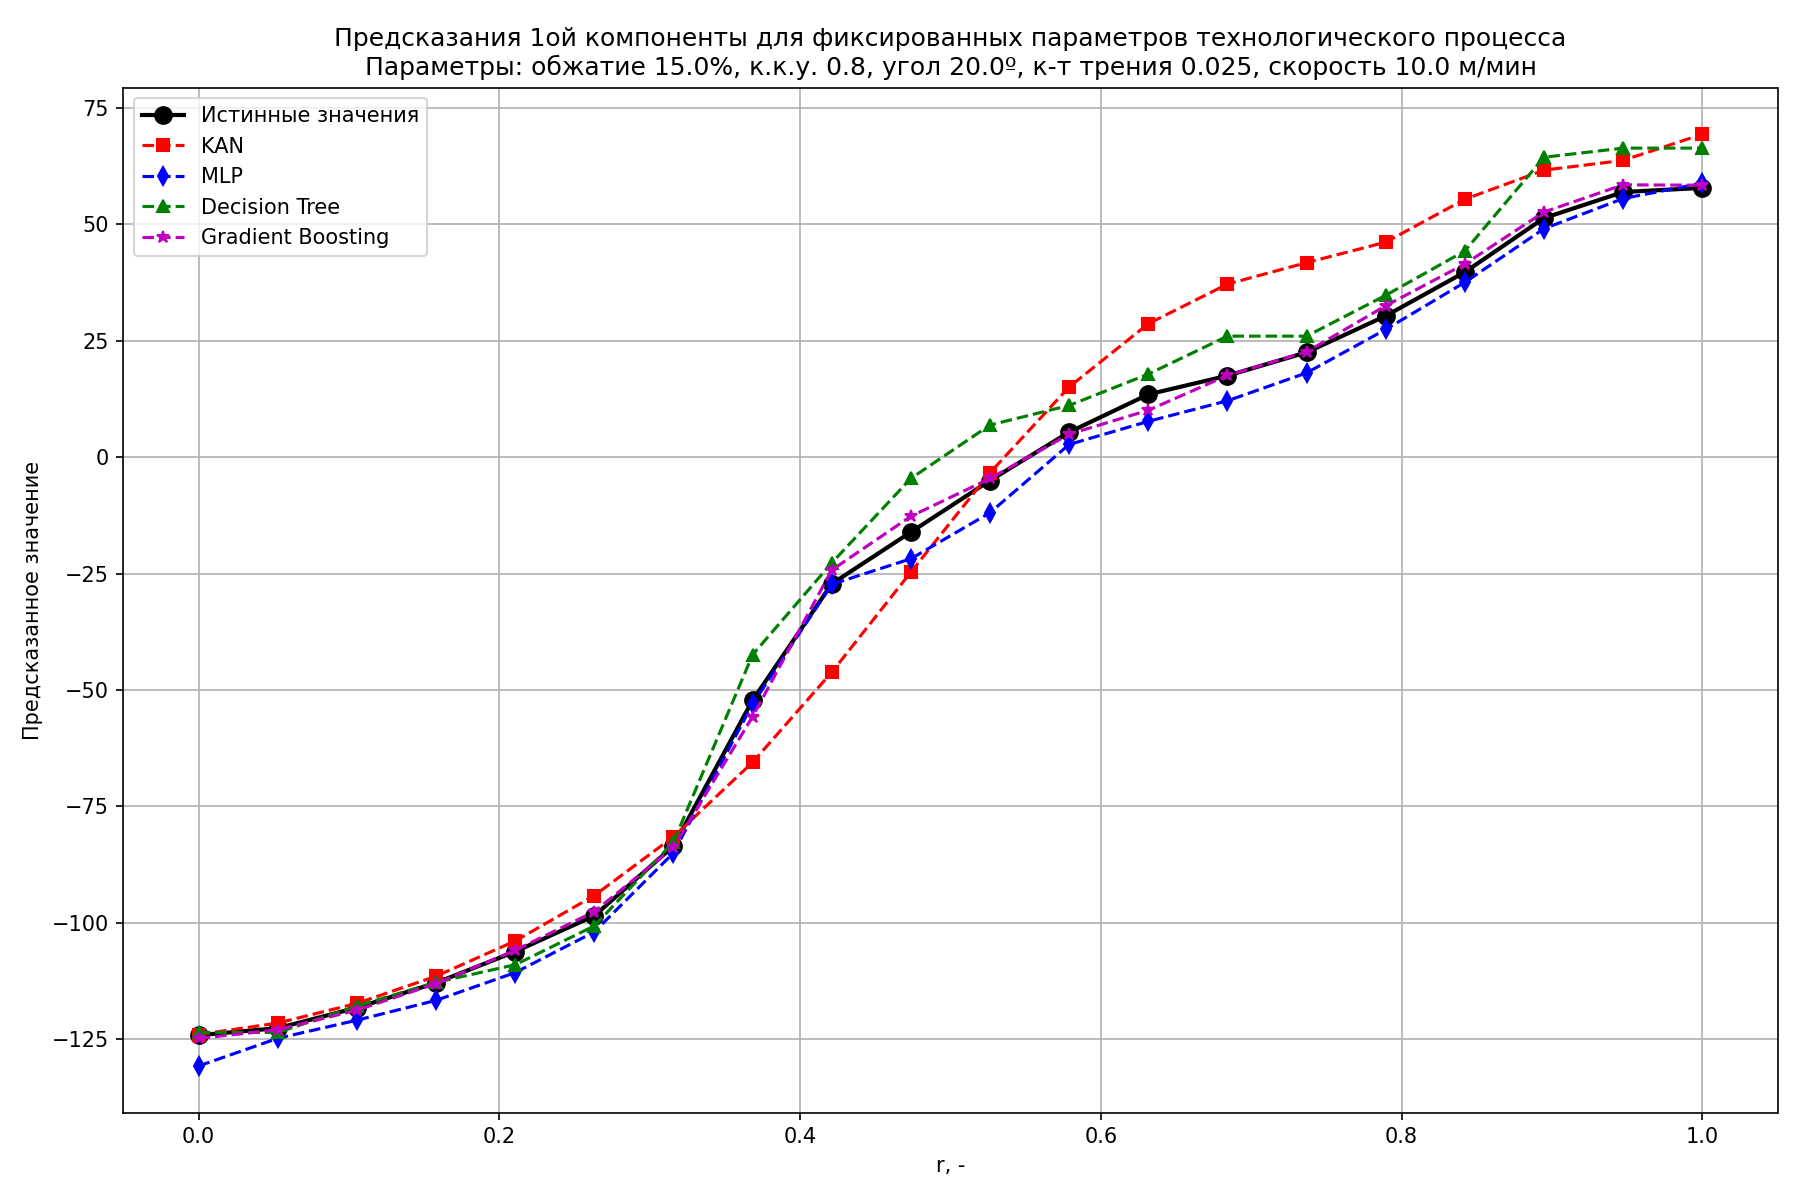 Предсказания 1ой компоненты для фиксированных параметров технологического процесса
Параметры: обжатие 15.0%, к.к.у. 0.8, угол 20.0º, к-т трения 0.025, скорость 10.0 м/мин
Истинные значения
KAN
MLP
Decision Tree
Gradient Boosting
Предсказанное значение
75
50
25
0
−25
−50
−75
−100
−125
0.0
0.2
0.4
0.6
0.8
1.0
r, -